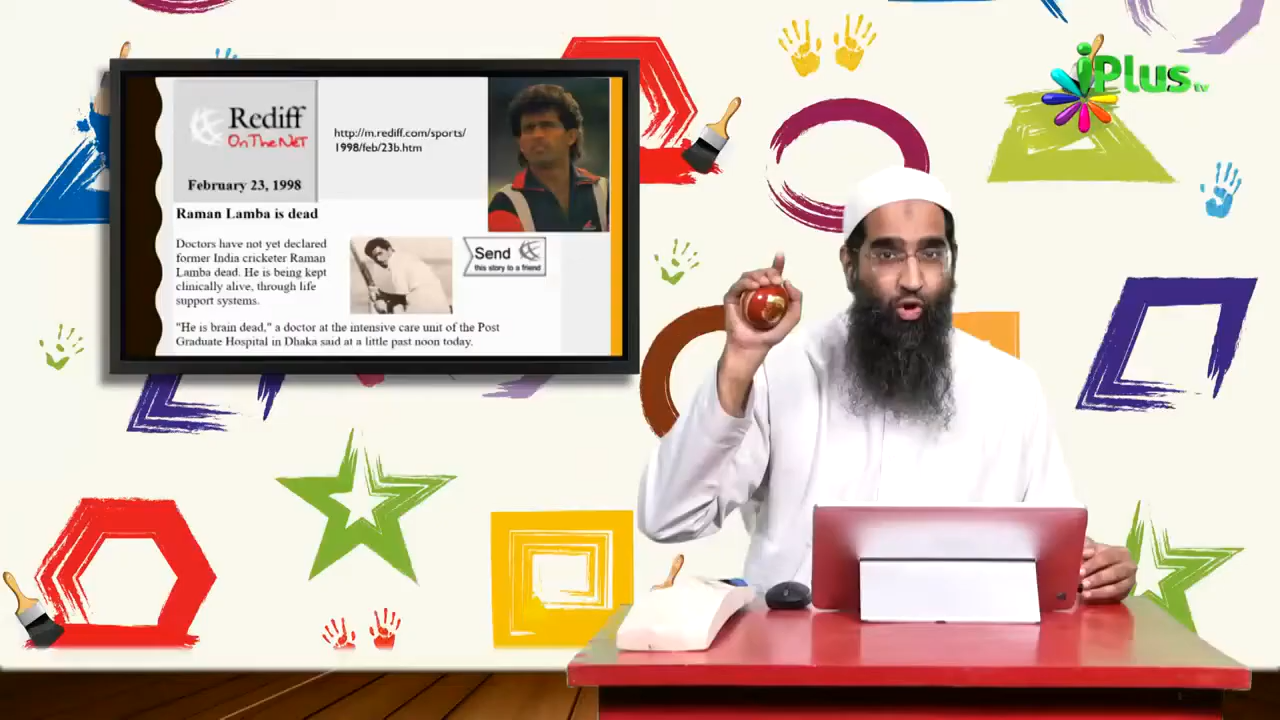 Rediff
On The NeT
http://m.rediff.com/sports/
1998/feb/23b.htm
February 23, 1998
Raman Lamba is dead
Doctors have not yet declared
former India cricketer Raman
Lamba dead. He is being kept
clinically alive, through life
support systems.
Send
this story to a friend
"He is brain dead," a doctor at the intensive care unit of the Post
Graduate Hospital in Dhaka said at a little past noon today.
iPlus tv